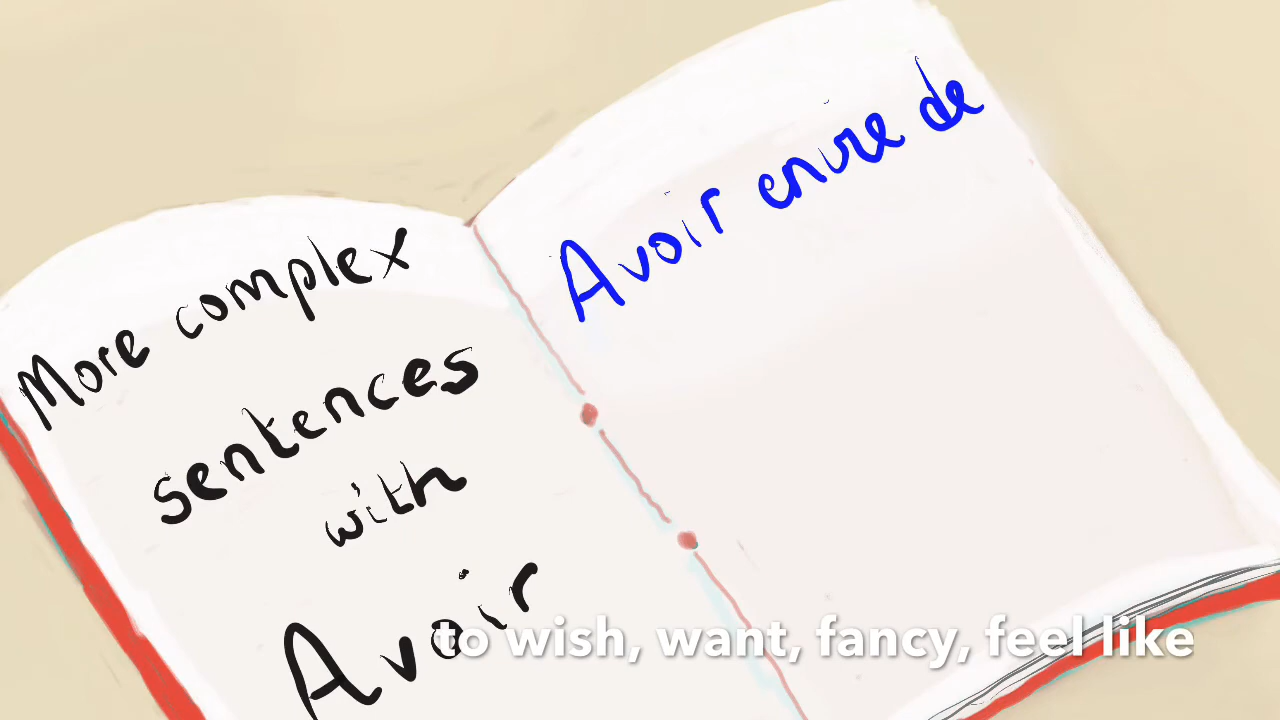 More complex
sentences
with
Avoir
Avoir envie de
to wish, want, fancy, feel like